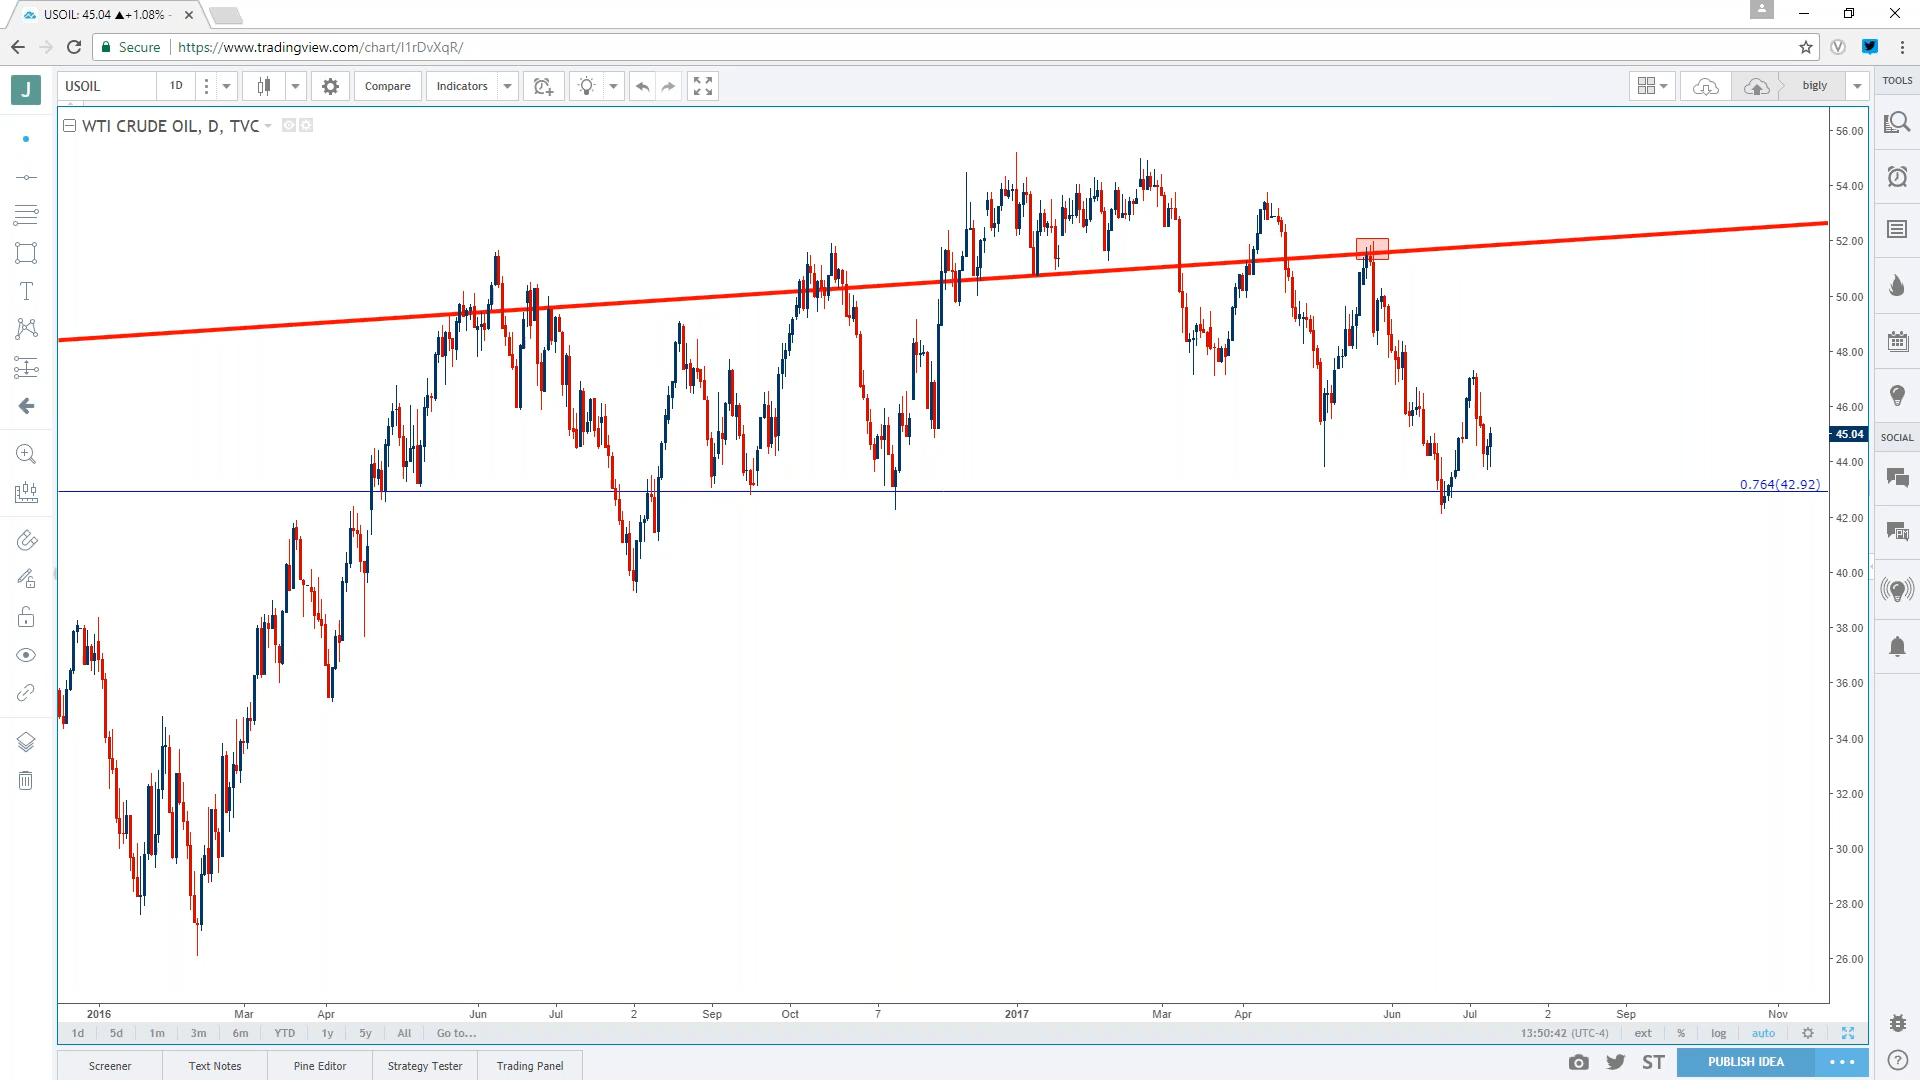 USOIL: 45.04 ▲+1.08% -
Secure https://www.tradingview.com/chart/I1rDvXqR/
J USOIL 1D Compare Indicators bigly TOOLS
WTI CRUDE OIL, D, TVC
56.00
54.00
52.00
50.00
48.00
46.00
45.04
SOCIAL
44.00
0.764(42.92)
42.00
40.00
38.00
36.00
34.00
32.00
30.00
28.00
26.00
2016 Mar Apr Jun Jul 2 Sep Oct 7 2017 Mar Apr Jun Jul 2 Sep Nov
1d 5d 1m 3m 6m YTD 1y 5y All Go to... 13:50:42 (UTC-4) ext % log auto
Screener Text Notes Pine Editor Strategy Tester Trading Panel ST PUBLISH IDEA